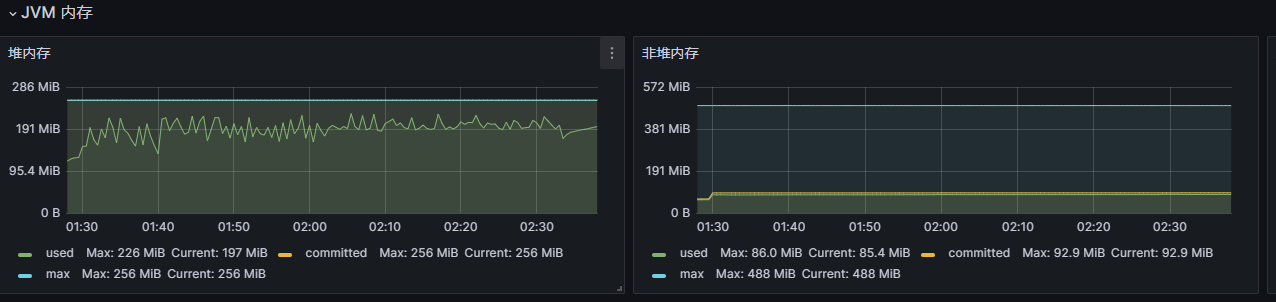 JVM 内存
堆内存
286 MiB
191 MiB
95.4 MiB
0 B
01:30 01:40 01:50 02:00 02:10 02:20 02:30
used Max: 226 MiB Current: 197 MiB committed Max: 256 MiB Current: 256 MiB
max Max: 256 MiB Current: 256 MiB
非堆内存
572 MiB
381 MiB
191 MiB
0 B
01:30 01:40 01:50 02:00 02:10 02:20 02:30
used Max: 86.0 MiB Current: 85.4 MiB committed Max: 92.9 MiB Current: 92.9 MiB
max Max: 488 MiB Current: 488 MiB